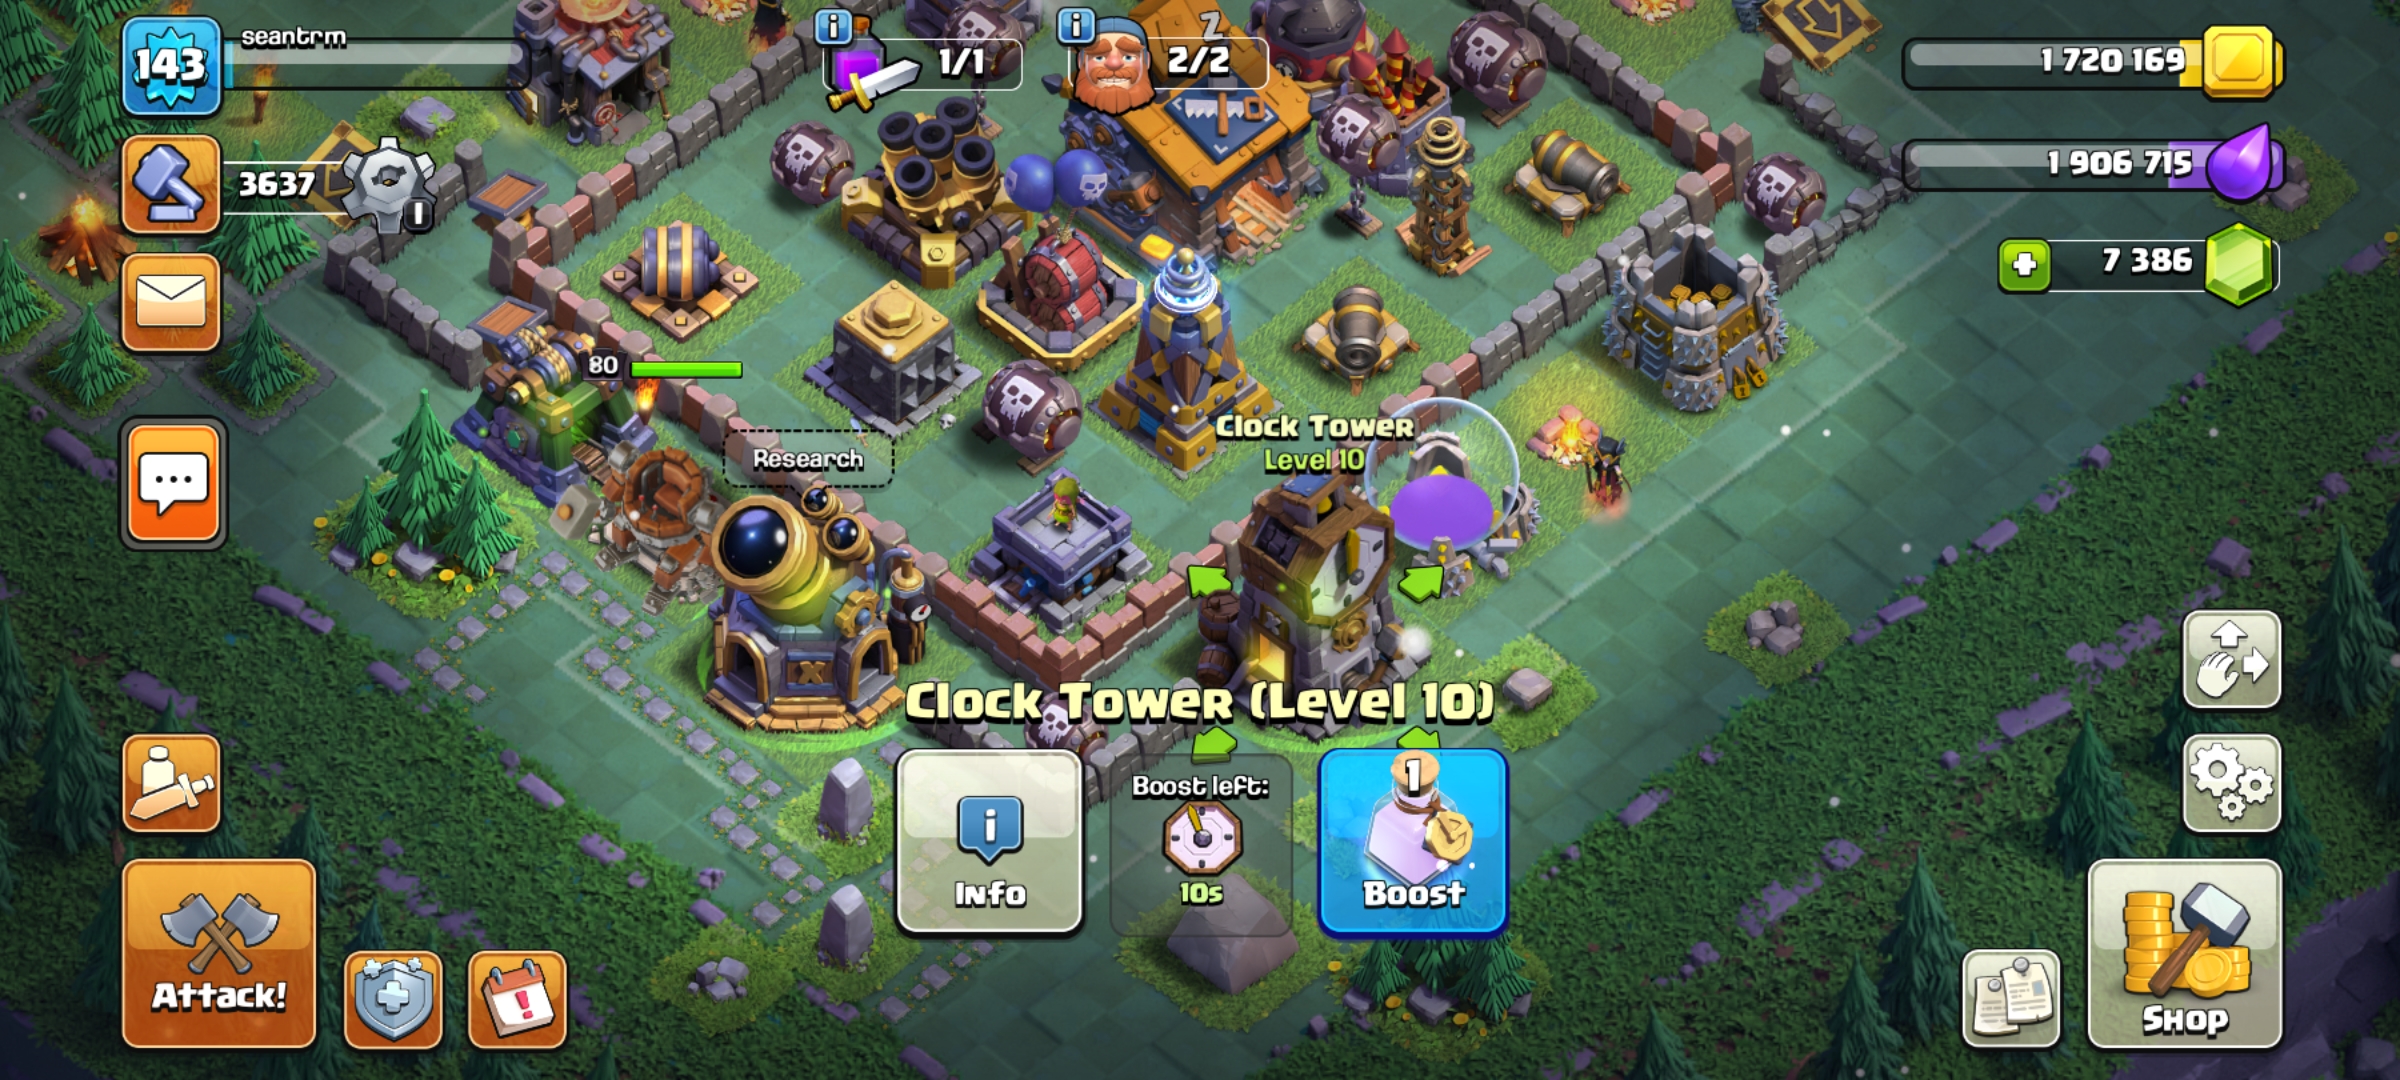 143
seantrm
1/1
2/2
1 720 169
3637
I
1 906 715
7 386
80
Research
Clock Tower
Level 10
Clock Tower (Level 10)
Info
Boost left:
10s
1
Boost
Attack!
Shop